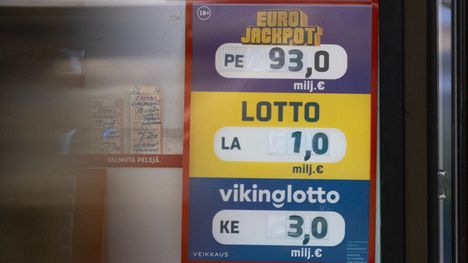 18+
EURO
JACKPOT
PE 93,0
milj.€
LOTTO
LA 1,0
milj.€
vikinglotto
KE 3,0
milj.€
VEIKKAUS
VALMIITA PELEJÄ.